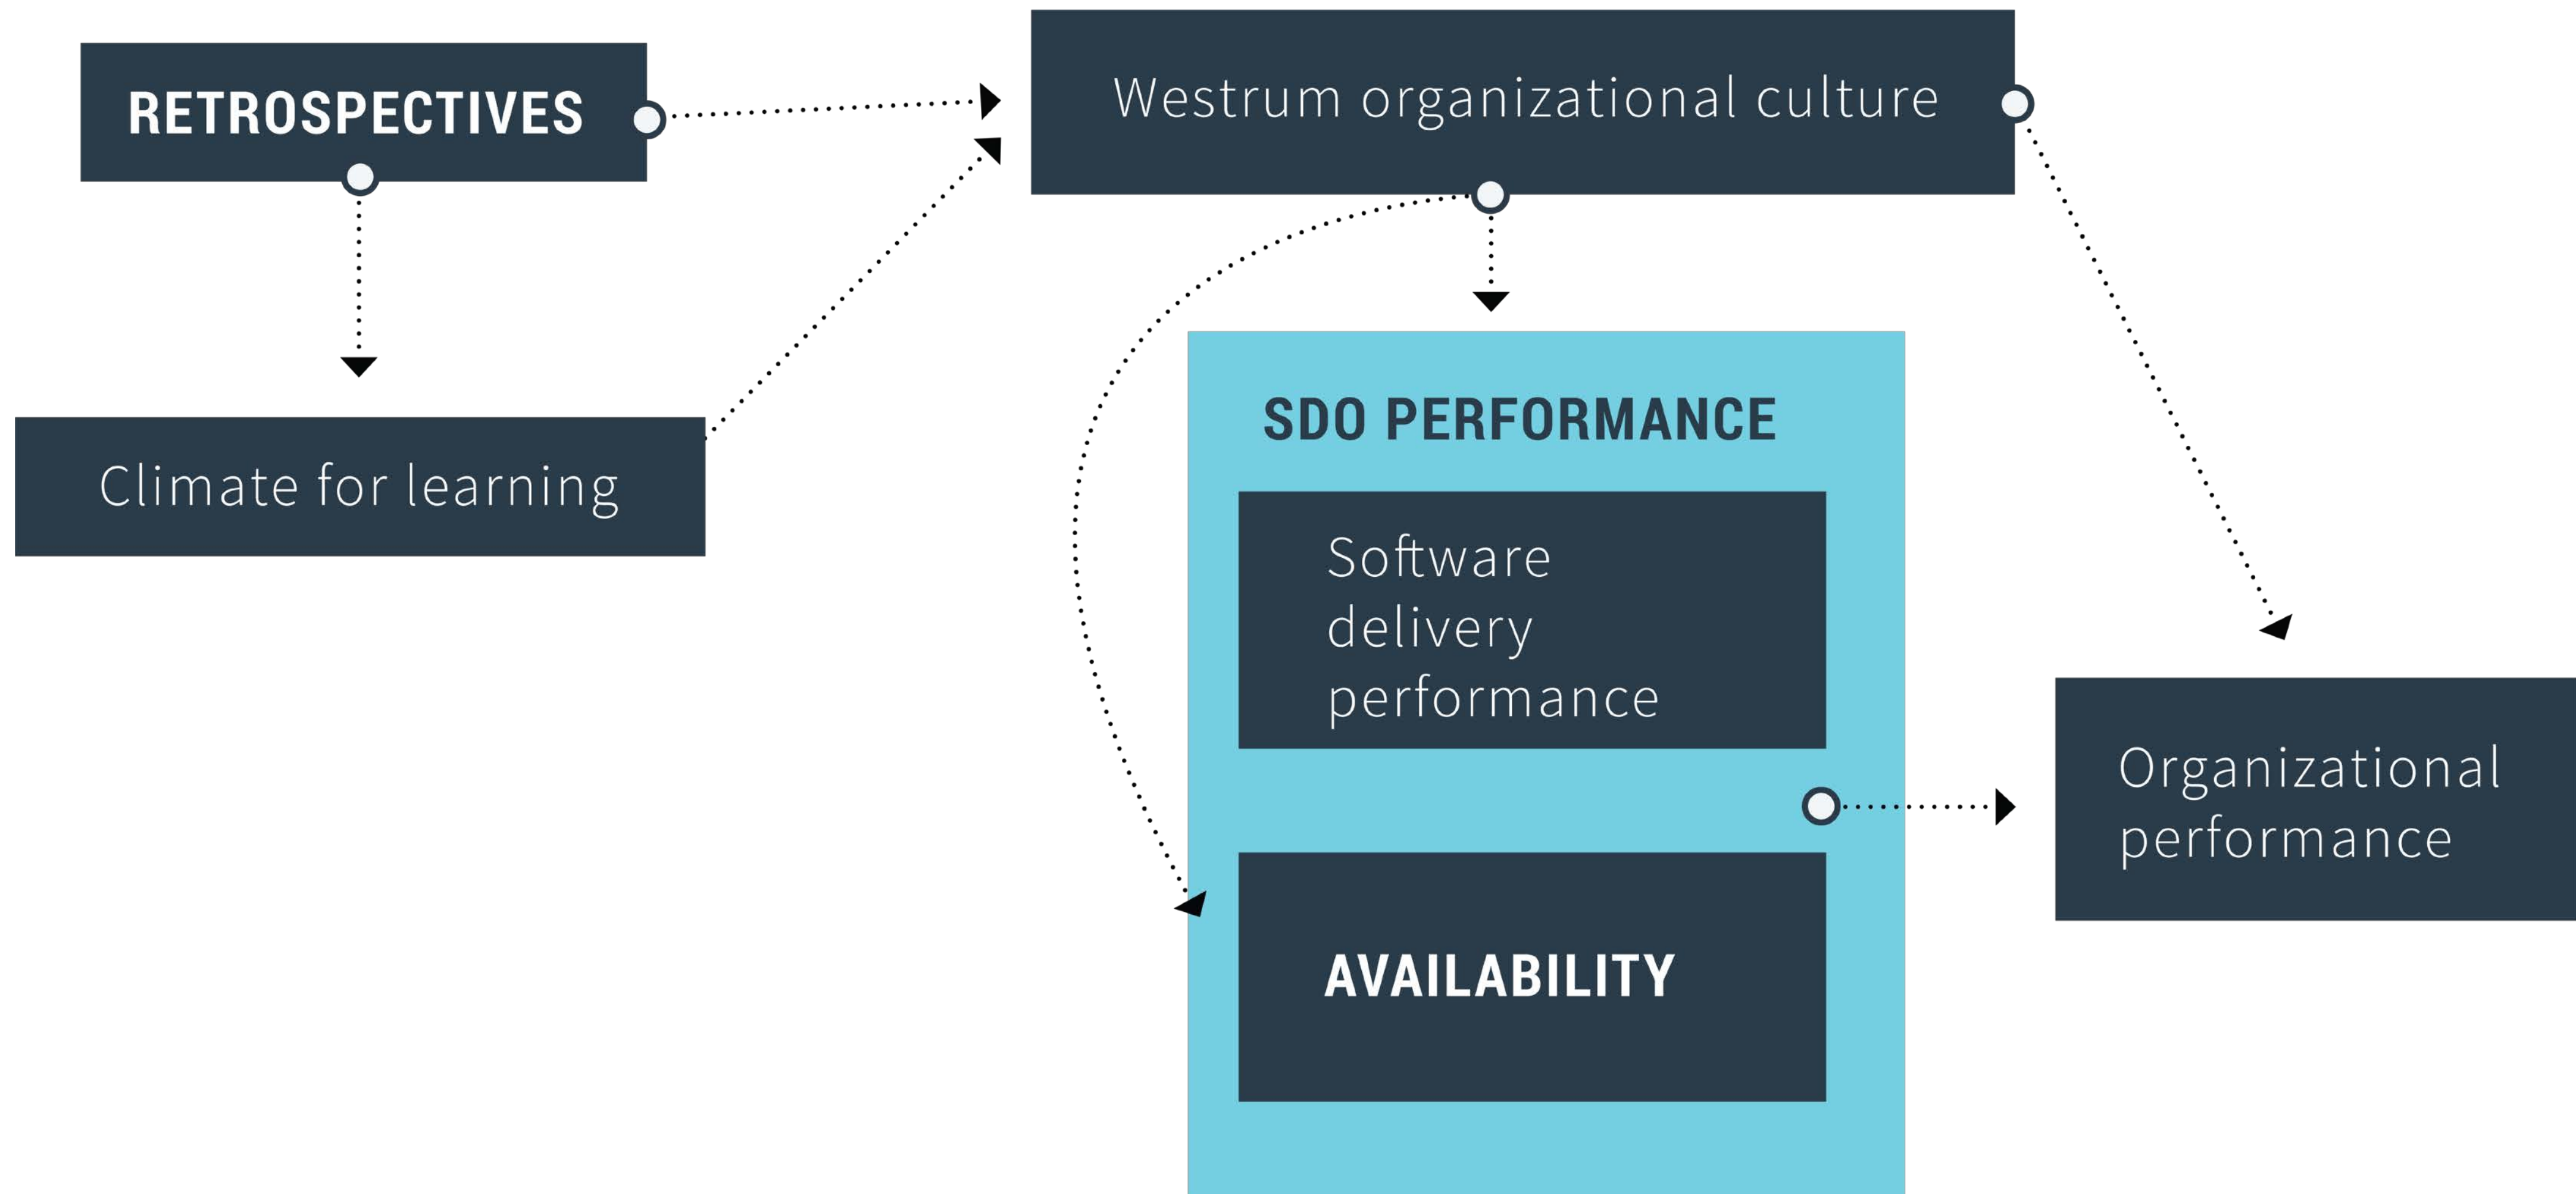 RETROSPECTIVES
Westrum organizational culture
Climate for learning
SDO PERFORMANCE
Software
delivery
performance
AVAILABILITY
Organizational
performance